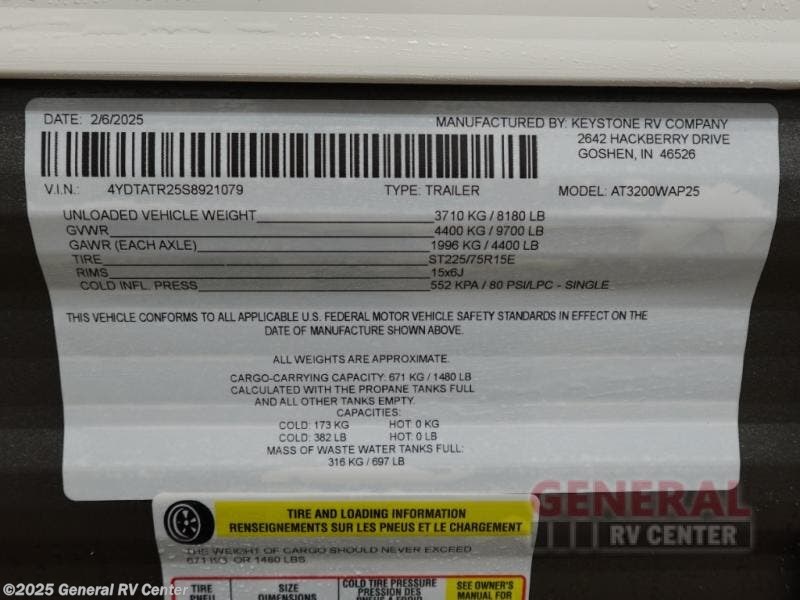 DATE: 2/6/2025 MANUFACTURED BY: KEYSTONE RV COMPANY
2642 HACKBERRY DRIVE
GOSHEN, IN 46526
V.I.N.: 4YDTATR25S8921079 TYPE: TRAILER MODEL: AT3200WAP25
UNLOADED VEHICLE WEIGHT 3710 KG / 8180 LB
GVWR 4400 KG / 9700 LB
GAWR (EACH AXLE) 1996 KG / 4400 LB
TIRE ST225/75R15E
RIMS 15x6J
COLD INFL. PRESS 552 KPA / 80 PSI/LPC - SINGLE
THIS VEHICLE CONFORMS TO ALL APPLICABLE U.S. FEDERAL MOTOR VEHICLE SAFETY STANDARDS IN EFFECT ON THE
DATE OF MANUFACTURE SHOWN ABOVE.
ALL WEIGHTS ARE APPROXIMATE.
CARGO-CARRYING CAPACITY: 671 KG / 1480 LB
CALCULATED WITH THE PROPANE TANKS FULL
AND ALL OTHER TANKS EMPTY.
CAPACITIES:
COLD: 173 KG HOT: 0 KG
COLD: 382 LB HOT: 0 LB
MASS OF WASTE WATER TANKS FULL:
316 KG / 697 LB
GENERAL
RV CENTER
TIRE AND LOADING INFORMATION
RENSEIGNEMENTS SUR LES PNEUS ET LE CHARGEMENT
THE WEIGHT OF CARGO SHOULD NEVER EXCEED
671 KG. OR 1480 LBS.
TIRE SIZE COLD TIRE PRESSURE SEE OWNER'S
PNEU DIMENSIONS PRESSION DES MANUAL FOR
PNEUS A FROID
©2025 General RV Center